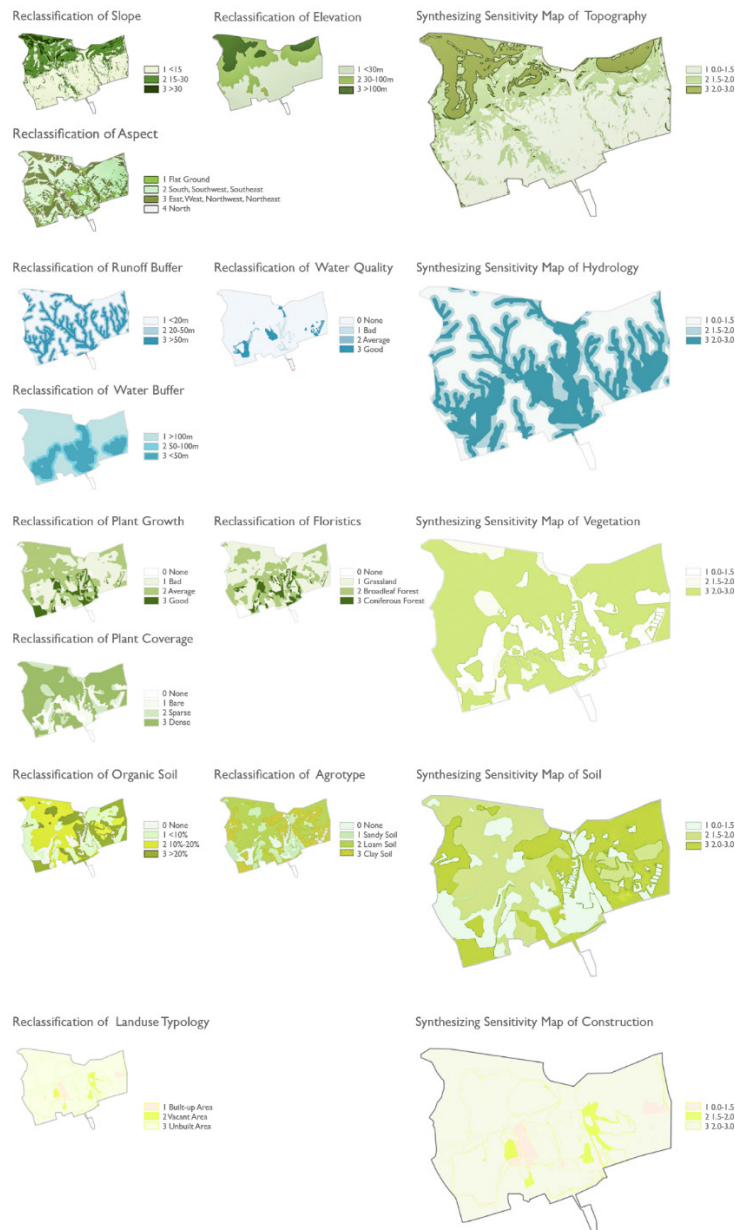 Reclassification of Slope
1 <15
2 15-30
3 >30
Reclassification of Elevation
1 <30m
2 30-100m
3 >100m
Synthesizing Sensitivity Map of Topography
1 0.0-1.5
2 1.5-2.0
3 2.0-3.0
Reclassification of Aspect
1 Flat Ground
2 South, Southwest, Southeast
3 East, West, Northwest, Northeast
4 North
Reclassification of Runoff Buffer
1 <20m
2 20-50m
3 >50m
Reclassification of Water Quality
0 None
1 Bad
2 Average
3 Good
Synthesizing Sensitivity Map of Hydrology
1 0.0-1.5
2 1.5-2.0
3 2.0-3.0
Reclassification of Water Buffer
1 >100m
2 50-100m
3 <50m
Reclassification of Plant Growth
0 None
1 Bad
2 Average
3 Good
Reclassification of Floristics
0 None
1 Grassland
2 Broadleaf Forest
3 Coniferous Forest
Synthesizing Sensitivity Map of Vegetation
1 0.0-1.5
2 1.5-2.0
3 2.0-3.0
Reclassification of Plant Coverage
0 None
1 Bare
2 Sparse
3 Dense
Reclassification of Organic Soil
0 None
1 <10%
2 10%-20%
3 >20%
Reclassification of Agrotype
0 None
1 Sandy Soil
2 Loam Soil
3 Clay Soil
Synthesizing Sensitivity Map of Soil
1 0.0-1.5
2 1.5-2.0
3 2.0-3.0
Reclassification of Landuse Typology
1 Built-up Area
2 Vacant Area
3 Unbuilt Area
Synthesizing Sensitivity Map of Construction
1 0.0-1.5
2 1.5-2.0
3 2.0-3.0